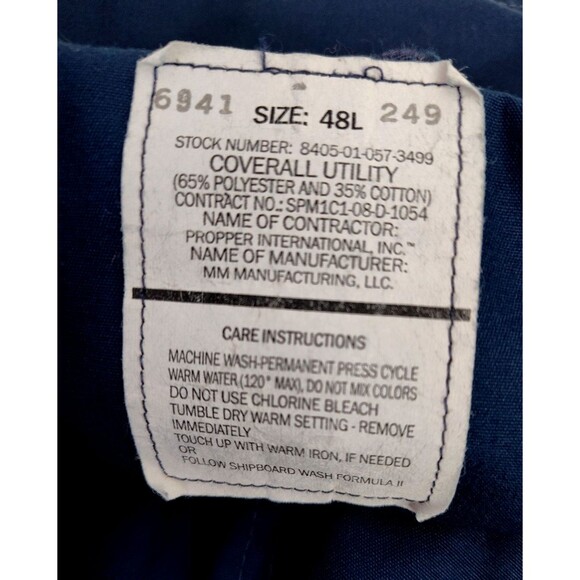 6941 SIZE: 48L 249
STOCK NUMBER: 8405-01-057-3499
COVERALL UTILITY
(65% POLYESTER AND 35% COTTON)
CONTRACT NO.: SPM1C1-08-D-1054
NAME OF CONTRACTOR:
PROPPER INTERNATIONAL, INC.™
NAME OF MANUFACTURER:
MM MANUFACTURING, LLC.
CARE INSTRUCTIONS
MACHINE WASH-PERMANENT PRESS CYCLE
WARM WATER (120° MAX), DO NOT MIX COLORS
DO NOT USE CHLORINE BLEACH
TUMBLE DRY WARM SETTING - REMOVE
IMMEDIATELY
TOUCH UP WITH WARM IRON, IF NEEDED
OR
FOLLOW SHIPBOARD WASH FORMULA II